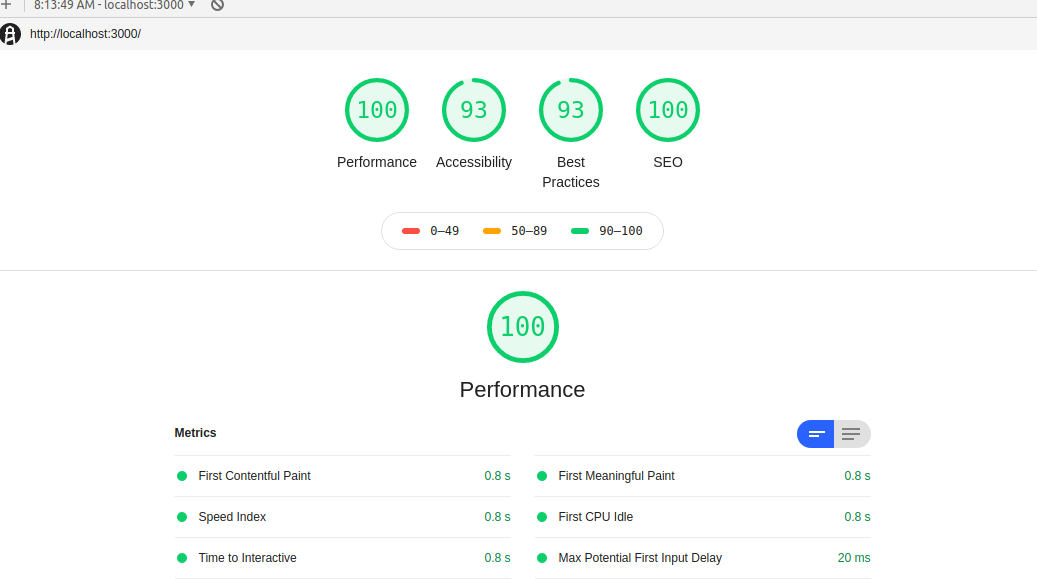 8:13:49 AM - localhost:3000
http://localhost:3000/
100 93 93 100
Performance Accessibility Best Practices SEO
0–49 50–89 90–100
100
Performance
Metrics
First Contentful Paint 0.8 s First Meaningful Paint 0.8 s
Speed Index 0.8 s First CPU Idle 0.8 s
Time to Interactive 0.8 s Max Potential First Input Delay 20 ms